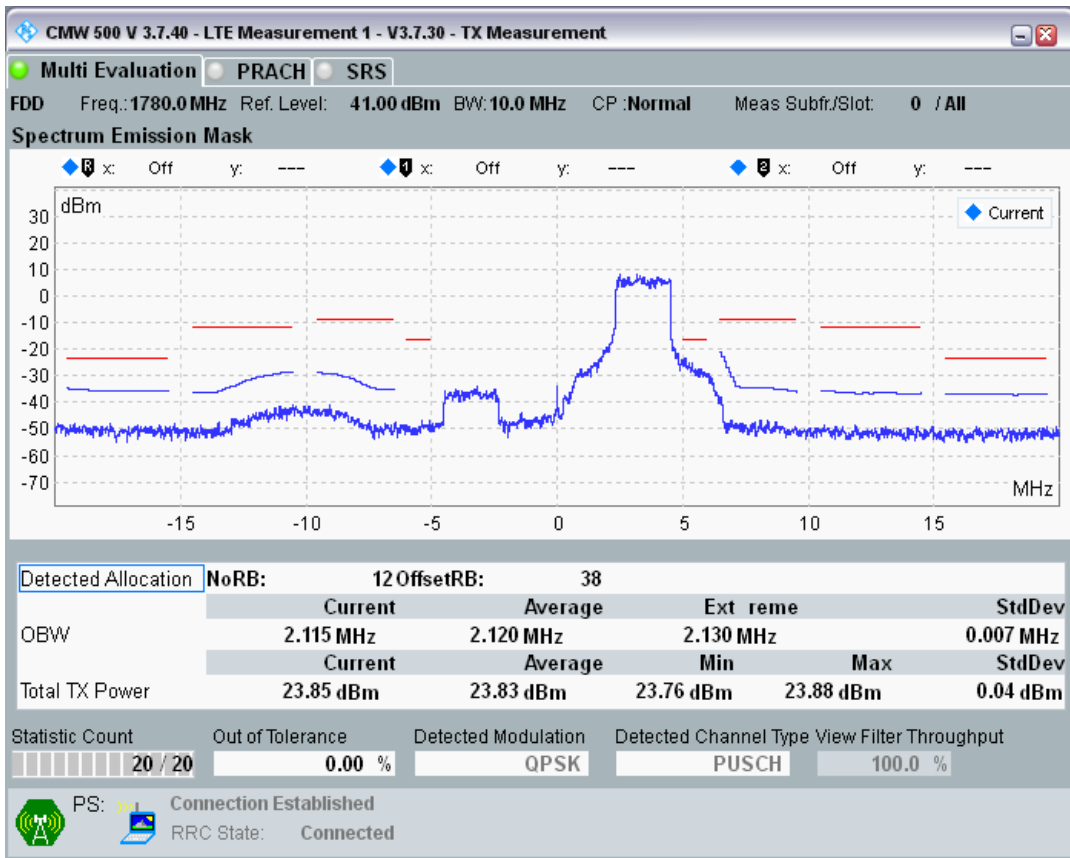 CMW 500 V 3.7.40 - LTE Measurement 1 - V3.7.30 - TX Measurement
Multi Evaluation PRACH SRS
FDD Freq.: 1780.0 MHz Ref. Level: 41.00 dBm BW: 10.0 MHz CP : Normal Meas Subfr./Slot: 0 / All
Spectrum Emission Mask
R x: Off y: --- 1 x: Off y: --- 2 x: Off y: ---
dBm
Current
30
20
10
0
-10
-20
-30
-40
-50
-60
-70
MHz
-15 -10 -5 0 5 10 15
Detected Allocation NoRB: 12 OffsetRB: 38
Current Average Ext reme StdDev
OBW 2.115 MHz 2.120 MHz 2.130 MHz 0.007 MHz
Current Average Min Max StdDev
Total TX Power 23.85 dBm 23.83 dBm 23.76 dBm 23.88 dBm 0.04 dBm
Statistic Count Out of Tolerance Detected Modulation Detected Channel Type View Filter Throughput
20 / 20 0.00 % QPSK PUSCH 100.0 %
PS: Connection Established
RRC State: Connected